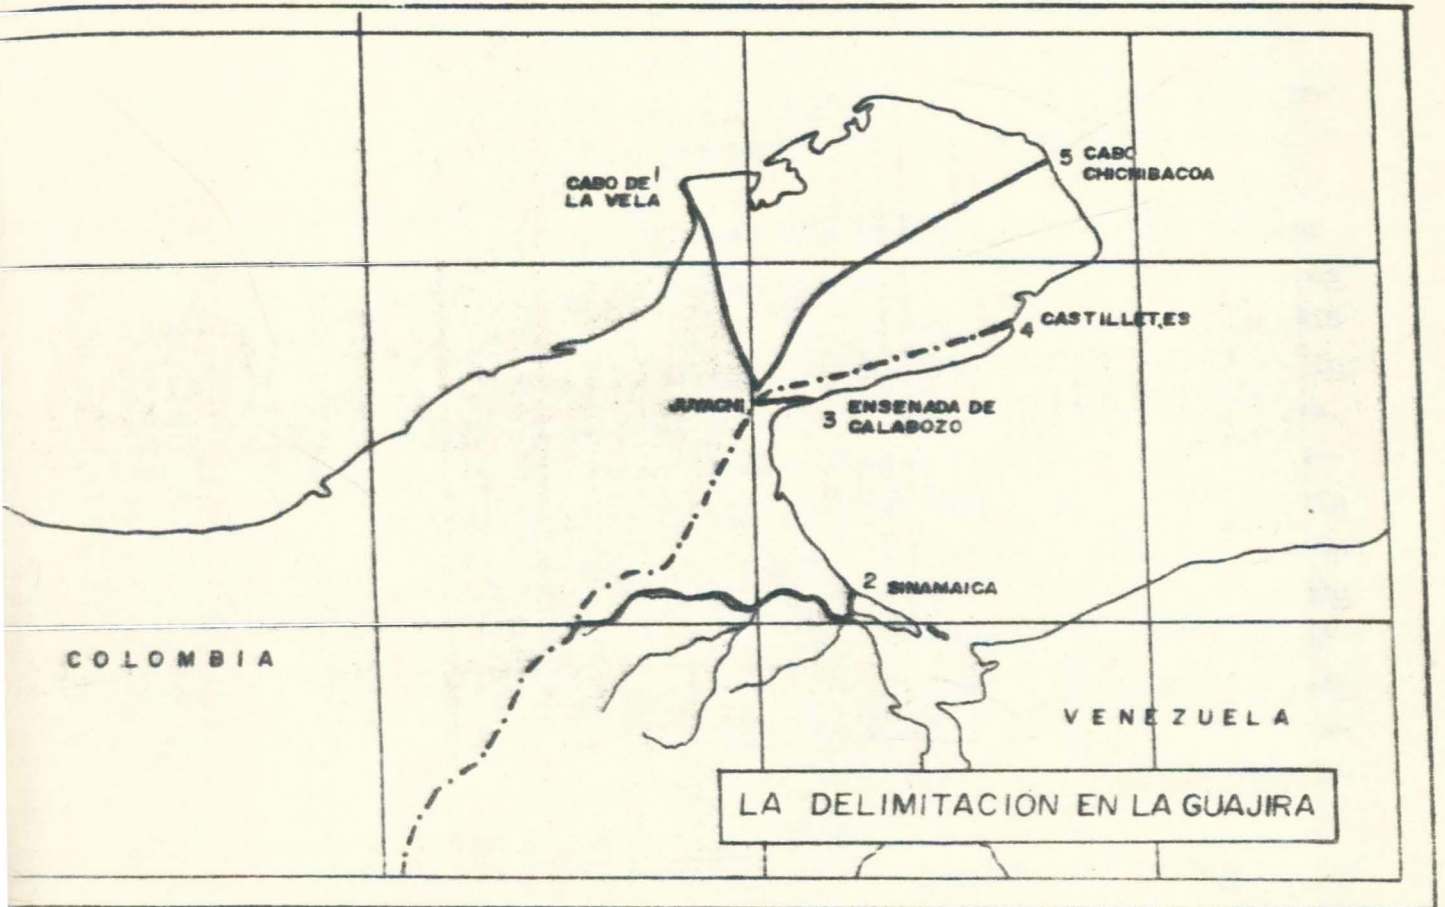 CABO DE 1
LA VELA
5 CABO
CHICHIBACOA
4 CASTILLETES
JUYACHI
3 ENSENADA DE
CALABOZO
2 SINAMAICA
COLOMBIA
VENEZUELA
LA DELIMITACION EN LA GUAJIRA